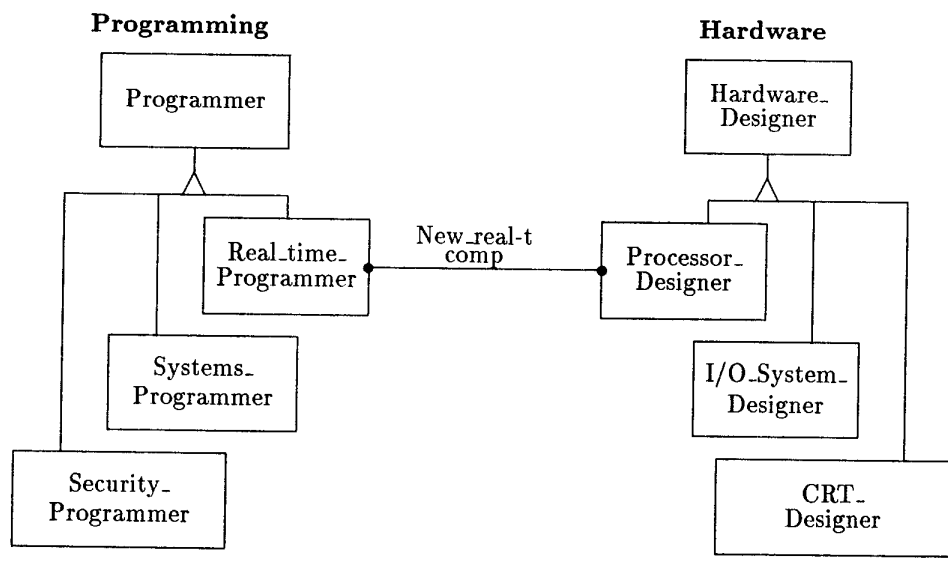 Programming
Programmer
Real_time_
Programmer
Systems_
Programmer
Security_
Programmer
New_real-t
comp
Hardware
Hardware_
Designer
Processor_
Designer
I/O_System_
Designer
CRT_
Designer